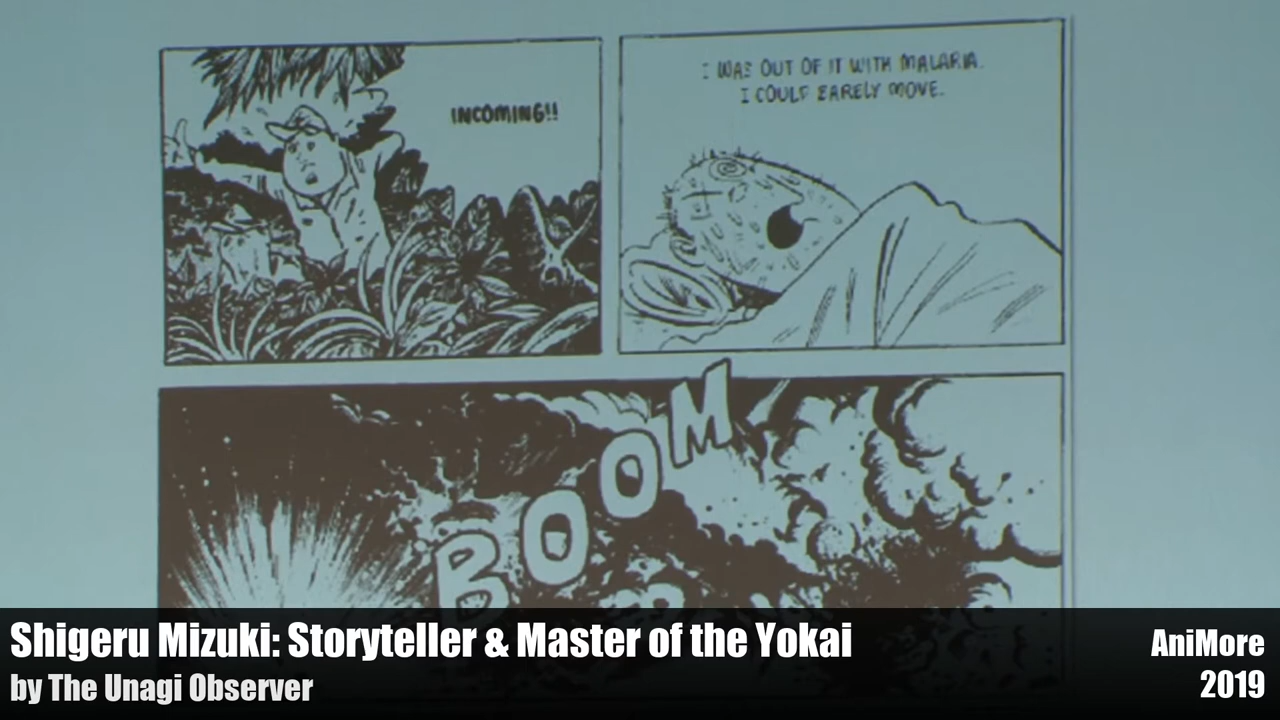 INCOMING!!
I WAS OUT OF IT WITH MALARIA.
I COULD BARELY MOVE.
BOOM
Shigeru Mizuki: Storyteller & Master of the Yokai
by The Unagi Observer
AniMore
2019